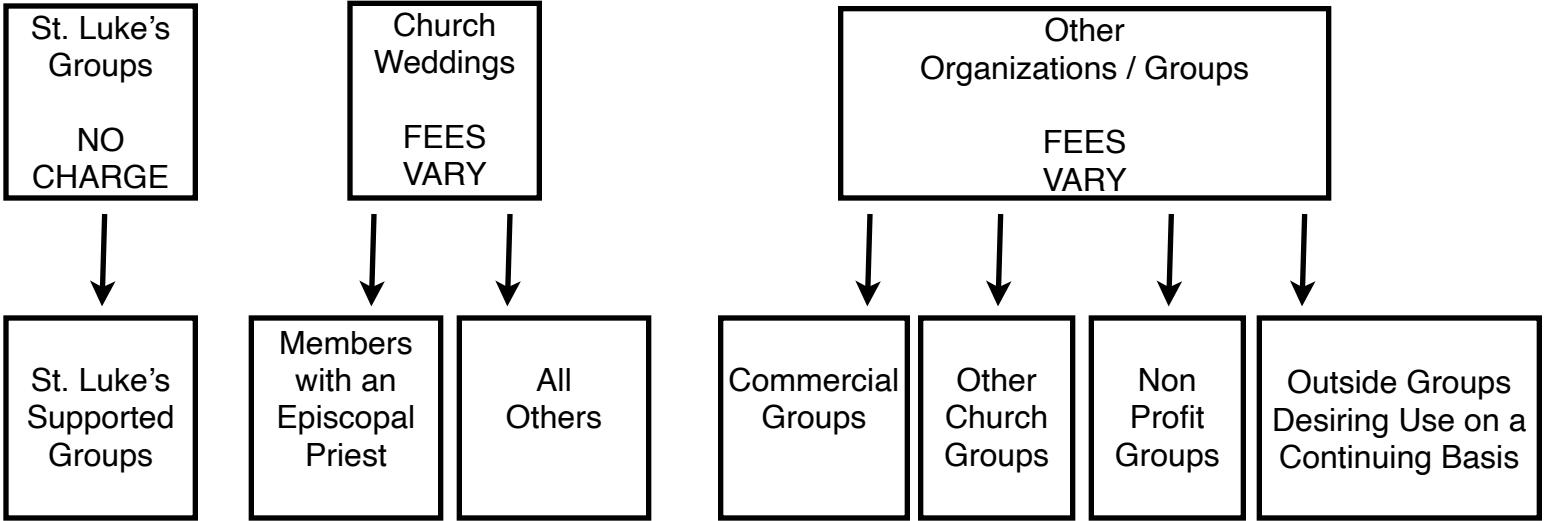 St. Luke’s
Groups
NO
CHARGE
Church
Weddings
FEES
VARY
Other
Organizations / Groups
FEES
VARY
St. Luke’s
Supported
Groups
Members
with an
Episcopal
Priest
All
Others
Commercial
Groups
Other
Church
Groups
Non
Profit
Groups
Outside Groups
Desiring Use on a
Continuing Basis